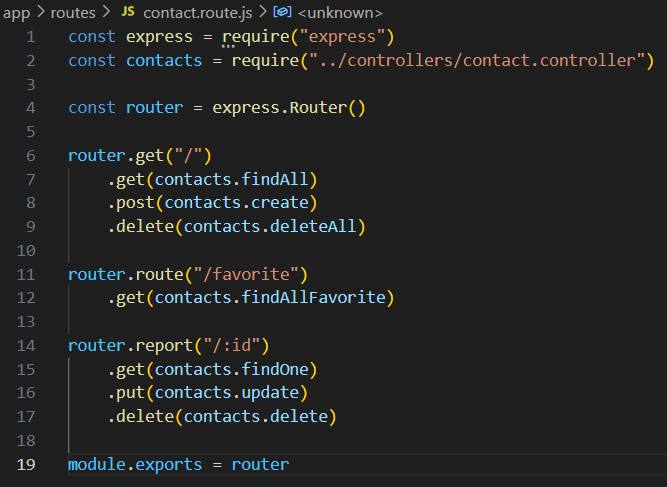 app > routes > JS contact.route.js > <unknown>
1 const express = require("express")
2 const contacts = require("../controllers/contact.controller")
3
4 const router = express.Router()
5
6 router.get("/")
7     .get(contacts.findAll)
8     .post(contacts.create)
9     .delete(contacts.deleteAll)
10
11 router.route("/favorite")
12     .get(contacts.findAllFavorite)
13
14 router.report("/:id")
15     .get(contacts.findOne)
16     .put(contacts.update)
17     .delete(contacts.delete)
18
19 module.exports = router